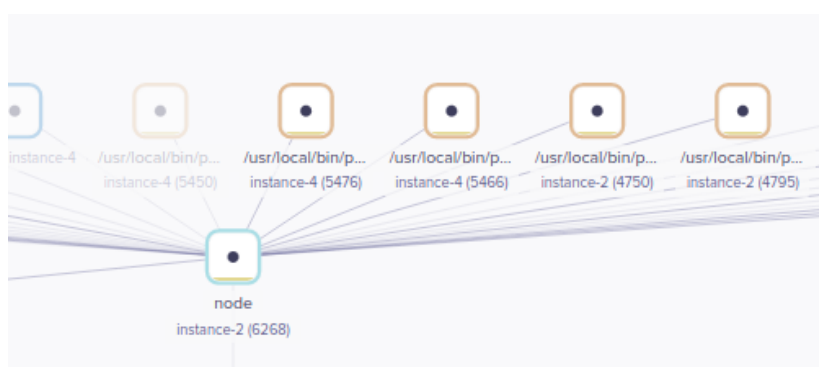 instance-4
/usr/local/bin/p...
/usr/local/bin/p...
/usr/local/bin/p...
/usr/local/bin/p...
/usr/local/bin/p...
instance-4 (5450)
instance-4 (5476)
instance-4 (5466)
instance-2 (4750)
instance-2 (4795)
node
instance-2 (6268)